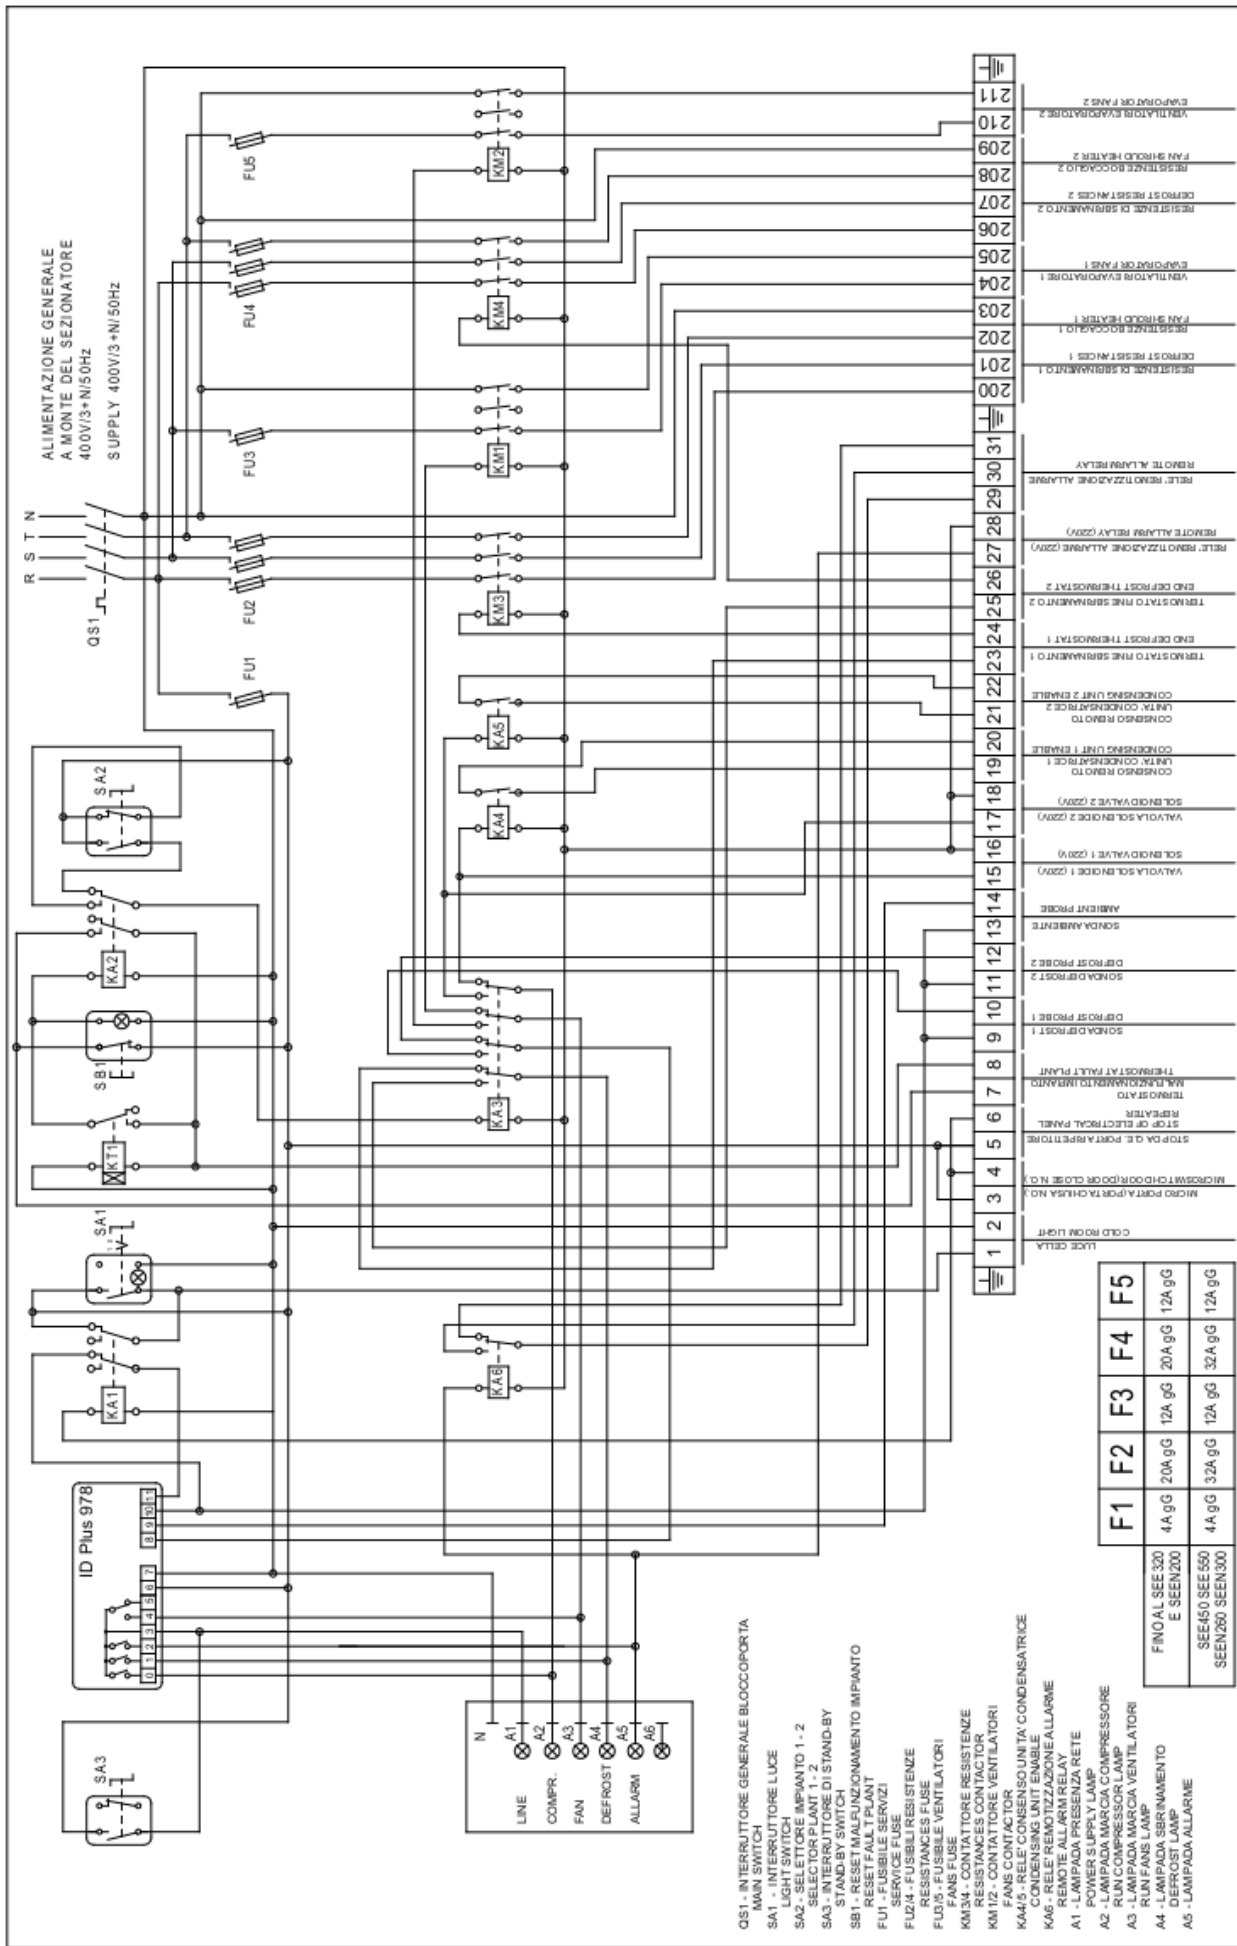 ALIMENTAZIONE GENERALE
A MONTE DEL SEZIONATORE
400V/3+N/50Hz
SUPPLY 400V/3+N/50Hz
R
S
T
N
QS1
FU1
FU2
FU3
FU4
FU5
KM3
KM1
KM4
KM2
SA3
ID Plus 978
0
1
2
3
4
5
6
7
8
9
10
11
KA1
SA1
KT1
SB1
KA2
SA2
KA6
KA3
KA4
KA5
N
LINE
A1
COMPR.
A2
FAN
A3
DEFROST
A4
ALLARM
A5
A6
1
2
3
4
5
6
7
8
9
10
11
12
13
14
15
16
17
18
19
20
21
22
23
24
25
26
27
28
29
30
31
200
201
202
203
204
205
206
207
208
209
210
211
LUCE CELLA
COLD ROOM LIGHT
MICRO PORTA (PORTA CHIUSA N.O.)
MICROSWITCH DOOR (DOOR CLOSE N.O.)
STOP DA Q.E. PORTA RIPETITORE
STOP OF ELECTRICAL PANEL
REPEATER
TERMOSTATO
MALFUNZIONAMENTO IMPIANTO
THERMOSTAT FAULT PLANT
SONDA DEFROST 1
DEFROST PROBE 1
SONDA DEFROST 2
DEFROST PROBE 2
SONDA AMBIENTE
AMBIENT PROBE
VALVOLA SOLENOIDE 1 (220V)
SOLENOID VALVE 1 (220V)
VALVOLA SOLENOIDE 2 (220V)
SOLENOID VALVE 2 (220V)
CONSENSO REMOTO
UNITA' CONDENSATRICE 1
CONDENSING UNIT 1 ENABLE
CONSENSO REMOTO
UNITA' CONDENSATRICE 2
CONDENSING UNIT 2 ENABLE
TERMOSTATO FINE SBRINAMENTO 1
END DEFROST THERMOSTAT 1
TERMOSTATO FINE SBRINAMENTO 2
END DEFROST THERMOSTAT 2
RELE' REMOTIZZAZIONE ALLARME (220V)
REMOTE ALLARM RELAY (220V)
RELE' REMOTIZZAZIONE ALLARME
REMOTE ALLARM RELAY
RESISTENZE DI SBRINAMENTO 1
DEFROST RESISTANCES 1
RESISTENZE BOCCAGLIO 1
FAN SHROUD HEATER 1
VENTILATORI EVAPORATORE 1
EVAPORATOR FANS 1
RESISTENZE DI SBRINAMENTO 2
DEFROST RESISTANCES 2
RESISTENZE BOCCAGLIO 2
FAN SHROUD HEATER 2
VENTILATORI EVAPORATORE 2
EVAPORATOR FANS 2
QS1 - INTERRUTTORE GENERALE BLOCCOPORTA
MAIN SWITCH
SA1 - INTERRUTTORE LUCE
LIGHT SWITCH
SA2 - SELETTORE IMPIANTO 1 - 2
SELECTOR PLANT 1 - 2
SA3 - INTERRUTTORE DI STAND-BY
STAND-BY SWITCH
SB1 - RESET MALFUNZIONAMENTO IMPIANTO
RESET FAULT PLANT
FU1 - FUSIBILE SERVIZI
SERVICE FUSE
FU2/4 - FUSIBILI RESISTENZE
RESISTANCES FUSE
FU3/5 - FUSIBILE VENTILATORI
FANS FUSE
KM3/4 - CONTATTORE RESISTENZE
RESISTANCES CONTACTOR
KM1/2 - CONTATTORE VENTILATORI
FANS CONTACTOR
KA4/5 - RELE' CONSENSO UNITA' CONDENSATRICE
CONDENSING UNIT ENABLE
KA6 - RELE' REMOTIZZAZIONE ALLARME
REMOTE ALLARM RELAY
A1 - LAMPADA PRESENZA RETE
POWER SUPPLY LAMP
A2 - LAMPADA MARCIA COMPRESSORE
RUN COMPRESSOR LAMP
A3 - LAMPADA MARCIA VENTILATORI
RUN FANS LAMP
A4 - LAMPADA SBRINAMENTO
DEFROST LAMP
A5 - LAMPADA ALLARME
F1 F2 F3 F4 F5
FINO AL SEE320
E SEEN200
4A gG 20A gG 12A gG 20A gG 12A gG
SEE450 SEE550
SEEN260 SEEN300
4A gG 32A gG 12A gG 32A gG 12A gG